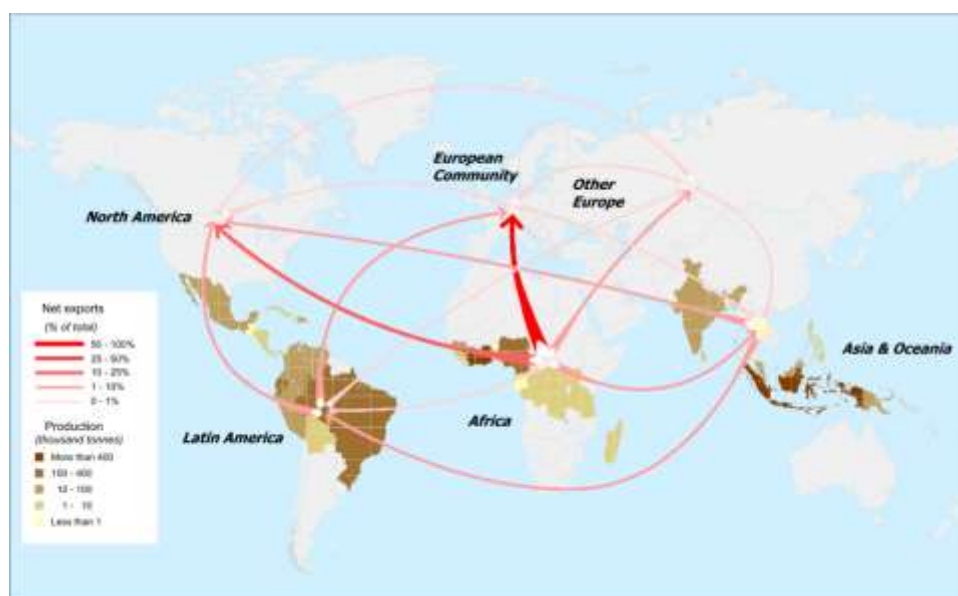 European
Community
Other
Europe
North America
Net exports
(% of total)
50 - 100%
25 - 50%
10 - 25%
1 - 10%
0 - 1%
Asia & Oceania
Africa
Latin America
Production
(thousand tonnes)
More than 400
100 - 400
10 - 100
1 - 10
Less than 1